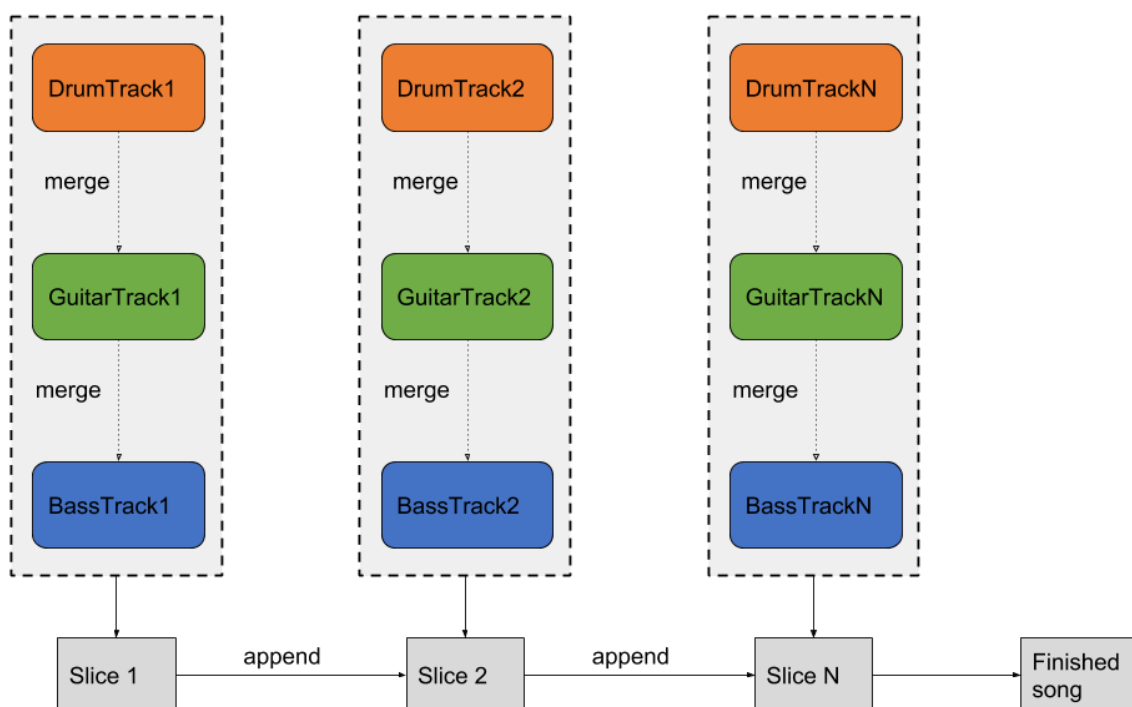 DrumTrack1
DrumTrack2
DrumTrackN
merge
merge
merge
GuitarTrack1
GuitarTrack2
GuitarTrackN
merge
merge
merge
BassTrack1
BassTrack2
BassTrackN
Slice 1
append
Slice 2
append
Slice N
Finished
song